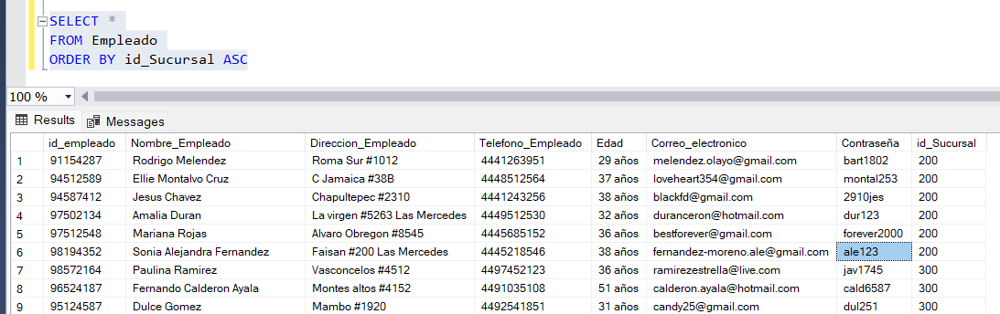 SELECT *
FROM Empleado
ORDER BY id_Sucursal ASC
100 %
Results Messages
id_empleado Nombre_Empleado Direccion_Empleado Telefono_Empleado Edad Correo_electronico Contraseña id_Sucursal
1 91154287 Rodrigo Melendez Roma Sur #1012 4441263951 29 años melendez.olayo@gmail.com bart1802 200
2 94512589 Ellie Montalvo Cruz C Jamaica #38B 4448512564 37 años loveheart354@gmail.com montal253 200
3 94587412 Jesus Chavez Chapultepec #2310 4441243256 38 años blackfd@gmail.com 2910jes 200
4 97502134 Amalia Duran La virgen #5263 Las Mercedes 4449512530 32 años duranceron@hotmail.com dur123 200
5 97512548 Mariana Rojas Alvaro Obregon #8545 4445685152 36 años bestforever@gmail.com forever2000 200
6 98194352 Sonia Alejandra Fernandez Faisan #200 Las Mercedes 4445218546 38 años fernandez-moreno.ale@gmail.com ale123 200
7 98572164 Paulina Ramirez Vasconcelos #4512 4497452123 36 años ramirezestrella@live.com jav1745 300
8 96524187 Fernando Calderon Ayala Montes altos #4152 4491035108 51 años calderon.ayala@hotmail.com cald6587 300
9 95124587 Dulce Gomez Mambo #1920 4492541851 31 años candy25@gmail.com dul251 300